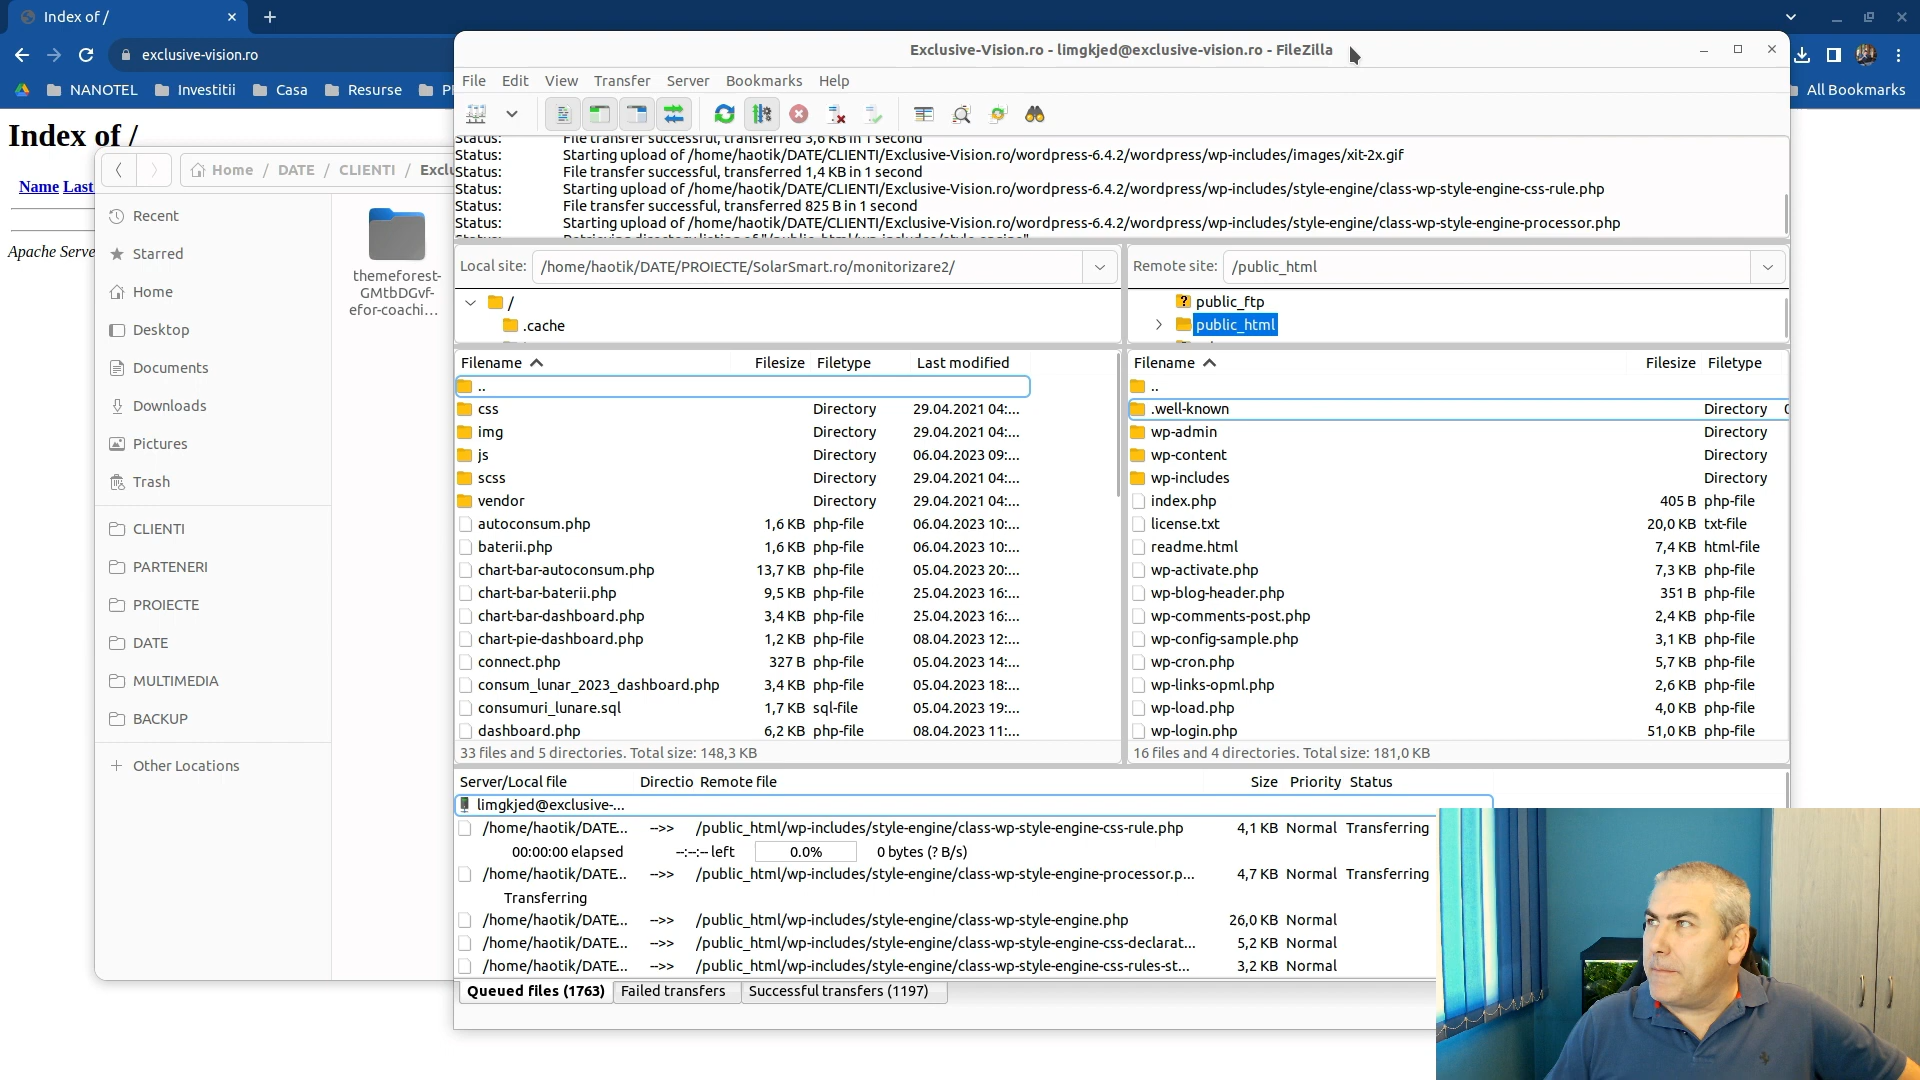 Index of /
exclusive-vision.ro
NANOTEL
Investitii
Casa
Resurse
All Bookmarks
Index of /
Name Last
Apache Serve
Home / DATE / CLIENTI / Exclu
Recent
Starred
Home
Desktop
Documents
Downloads
Pictures
Trash
CLIENTI
PARTENERI
PROIECTE
DATE
MULTIMEDIA
BACKUP
Other Locations
themeforest-
GMtbDGvf-
efor-coachi...
Exclusive-Vision.ro - limgkjed@exclusive-vision.ro - FileZilla
File Edit View Transfer Server Bookmarks Help
Status: File transfer successful, transferred 3,6 KB in 1 second
Status: Starting upload of /home/haotik/DATE/CLIENTI/Exclusive-Vision.ro/wordpress-6.4.2/wordpress/wp-includes/images/xit-2x.gif
Status: File transfer successful, transferred 1,4 KB in 1 second
Status: Starting upload of /home/haotik/DATE/CLIENTI/Exclusive-Vision.ro/wordpress-6.4.2/wordpress/wp-includes/style-engine/class-wp-style-engine-css-rule.php
Status: File transfer successful, transferred 825 B in 1 second
Status: Starting upload of /home/haotik/DATE/CLIENTI/Exclusive-Vision.ro/wordpress-6.4.2/wordpress/wp-includes/style-engine/class-wp-style-engine-processor.php
Status: Retrieving directory listing of "/public_html/wp-includes/style-engine"...
Local site: /home/haotik/DATE/PROIECTE/SolarSmart.ro/monitorizare2/
/
.cache
Filename Filesize Filetype Last modified
..
css Directory 29.04.2021 04:...
img Directory 29.04.2021 04:...
js Directory 06.04.2023 09:...
scss Directory 29.04.2021 04:...
vendor Directory 29.04.2021 04:...
autoconsum.php 1,6 KB php-file 06.04.2023 10:...
baterii.php 1,6 KB php-file 06.04.2023 10:...
chart-bar-autoconsum.php 13,7 KB php-file 05.04.2023 20:...
chart-bar-baterii.php 9,5 KB php-file 25.04.2023 16:...
chart-bar-dashboard.php 3,4 KB php-file 25.04.2023 16:...
chart-pie-dashboard.php 1,2 KB php-file 08.04.2023 12:...
connect.php 327 B php-file 05.04.2023 14:...
consum_lunar_2023_dashboard.php 3,4 KB php-file 05.04.2023 18:...
consumuri_lunare.sql 1,7 KB sql-file 05.04.2023 19:...
dashboard.php 6,2 KB php-file 08.04.2023 11:...
33 files and 5 directories. Total size: 148,3 KB
Remote site: /public_html
public_ftp
public_html
Filename Filesize Filetype
..
.well-known Directory
wp-admin Directory
wp-content Directory
wp-includes Directory
index.php 405 B php-file
license.txt 20,0 KB txt-file
readme.html 7,4 KB html-file
wp-activate.php 7,3 KB php-file
wp-blog-header.php 351 B php-file
wp-comments-post.php 2,4 KB php-file
wp-config-sample.php 3,1 KB php-file
wp-cron.php 5,7 KB php-file
wp-links-opml.php 2,6 KB php-file
wp-load.php 4,0 KB php-file
wp-login.php 51,0 KB php-file
16 files and 4 directories. Total size: 181,0 KB
Server/Local file Directio Remote file Size Priority Status
limgkjed@exclusive-...
/home/haotik/DATE... -->> /public_html/wp-includes/style-engine/class-wp-style-engine-css-rule.php 4,1 KB Normal Transferring
00:00:00 elapsed --:--:-- left 0.0% 0 bytes (? B/s)
/home/haotik/DATE... -->> /public_html/wp-includes/style-engine/class-wp-style-engine-processor.p... 4,7 KB Normal Transferring
Transferring
/home/haotik/DATE... -->> /public_html/wp-includes/style-engine/class-wp-style-engine.php 26,0 KB Normal
/home/haotik/DATE... -->> /public_html/wp-includes/style-engine/class-wp-style-engine-css-declarat... 5,2 KB Normal
/home/haotik/DATE... -->> /public_html/wp-includes/style-engine/class-wp-style-engine-css-rules-st... 3,2 KB Normal
Queued files (1763) Failed transfers Successful transfers (1197)